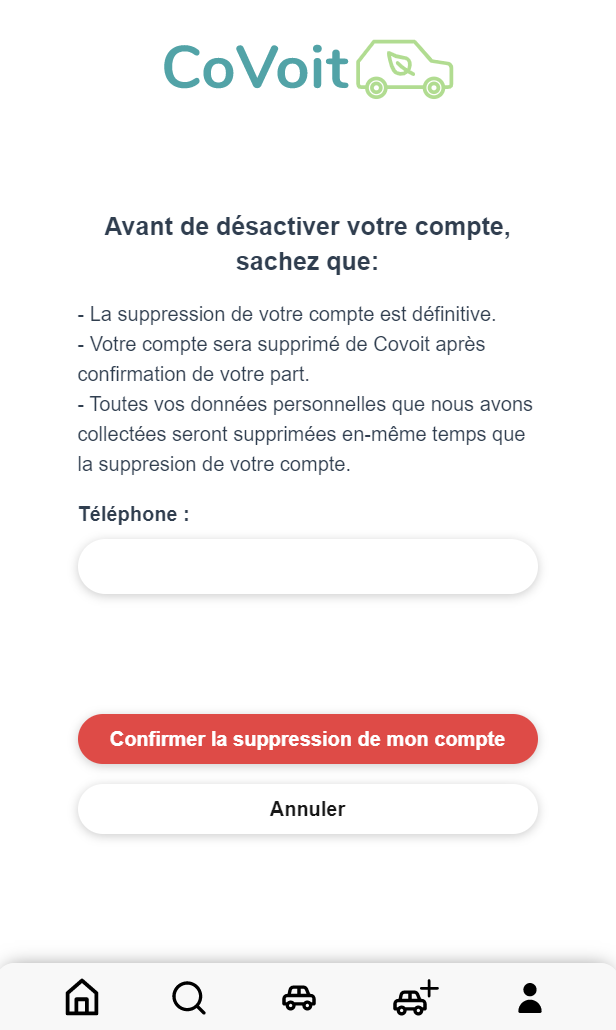 CoVoit
Avant de désactiver votre compte,
sachez que:
- La suppression de votre compte est définitive.
- Votre compte sera supprimé de Covoit après
confirmation de votre part.
- Toutes vos données personnelles que nous avons
collectées seront supprimées en-même temps que
la suppresion de votre compte.
Téléphone :
Confirmer la suppression de mon compte
Annuler